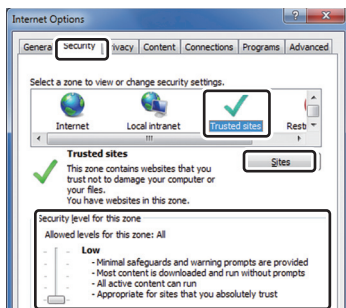 Internet Options
General Security Privacy Content Connections Programs Advanced
Select a zone to view or change security settings.
Internet Local intranet Trusted sites
Trusted sites
Sites
This zone contains websites that you
trust not to damage your computer or
your files.
You have websites in this zone.
Security level for this zone
Allowed levels for this zone: All
Low
- Minimal safeguards and warning prompts are provided
- Most content is downloaded and run without prompts
- All active content can run
- Appropriate for sites that you absolutely trust